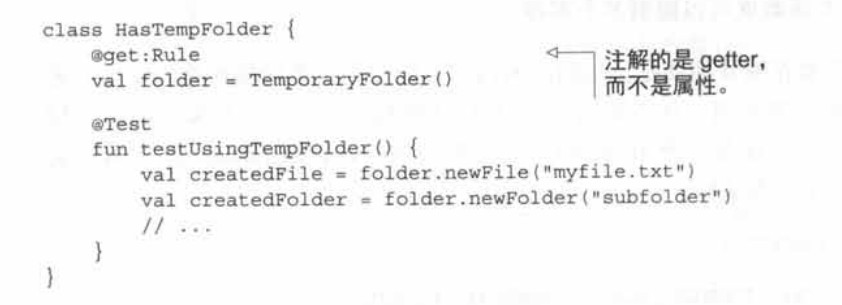 class HasTempFolder {
    @get:Rule
    val folder = TemporaryFolder()
注解的是 getter，
而不是属性。
    @Test
    fun testUsingTempFolder() {
        val createdFile = folder.newFile("myfile.txt")
        val createdFolder = folder.newFolder("subfolder")
        // ...
    }
}